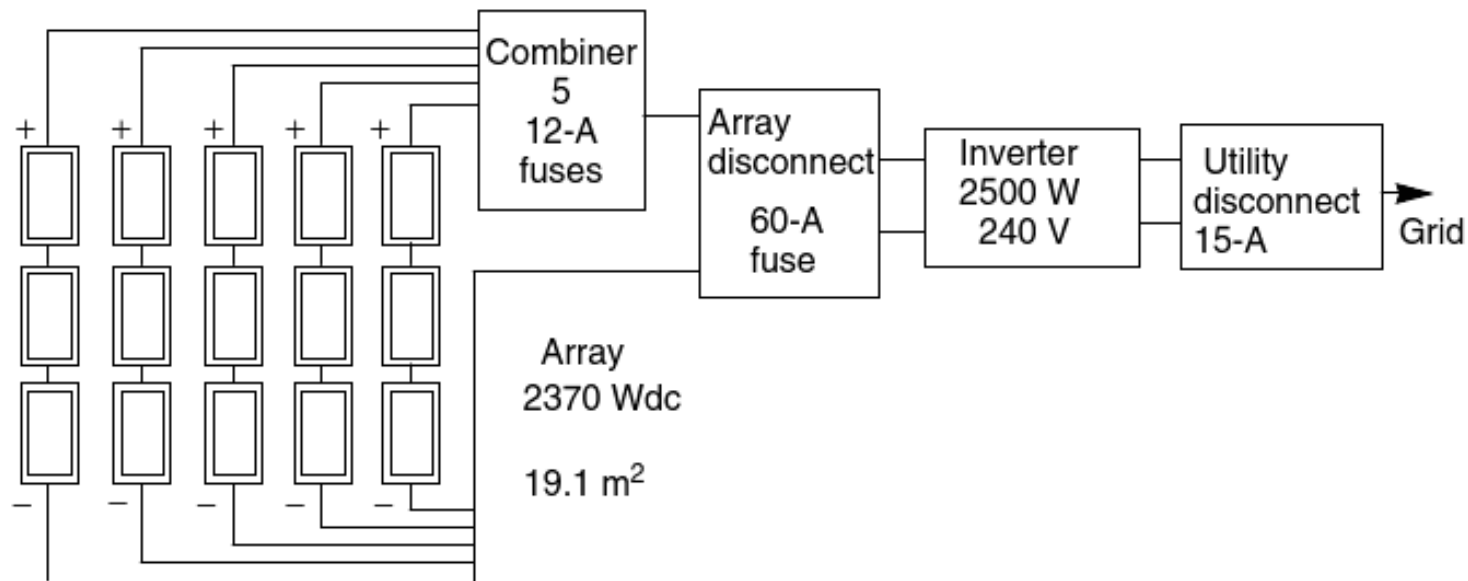 + + + + +
Combiner
5
12-A
fuses
Array
disconnect
60-A
fuse
Inverter
2500 W
240 V
Utility
disconnect
15-A
Grid
Array
2370 Wdc
19.1 m²
– – – – –